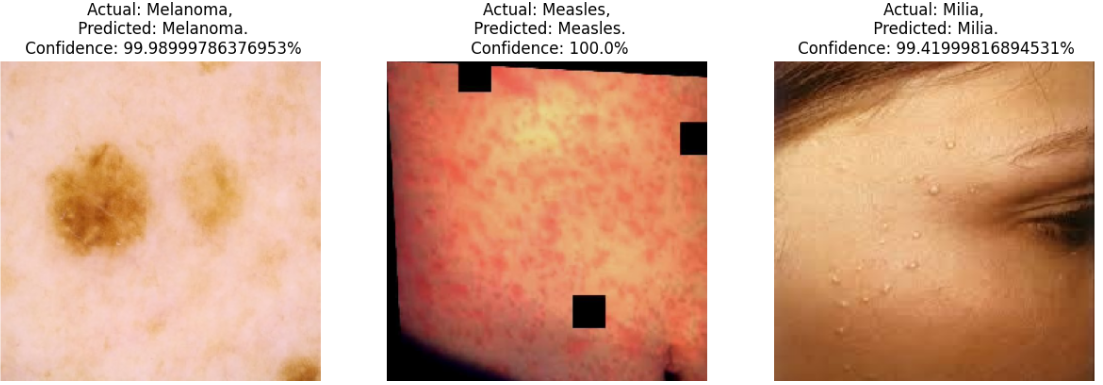 Actual: Melanoma,
Predicted: Melanoma.
Confidence: 99.98999786376953%
Actual: Measles,
Predicted: Measles.
Confidence: 100.0%
Actual: Milia,
Predicted: Milia.
Confidence: 99.41999816894531%